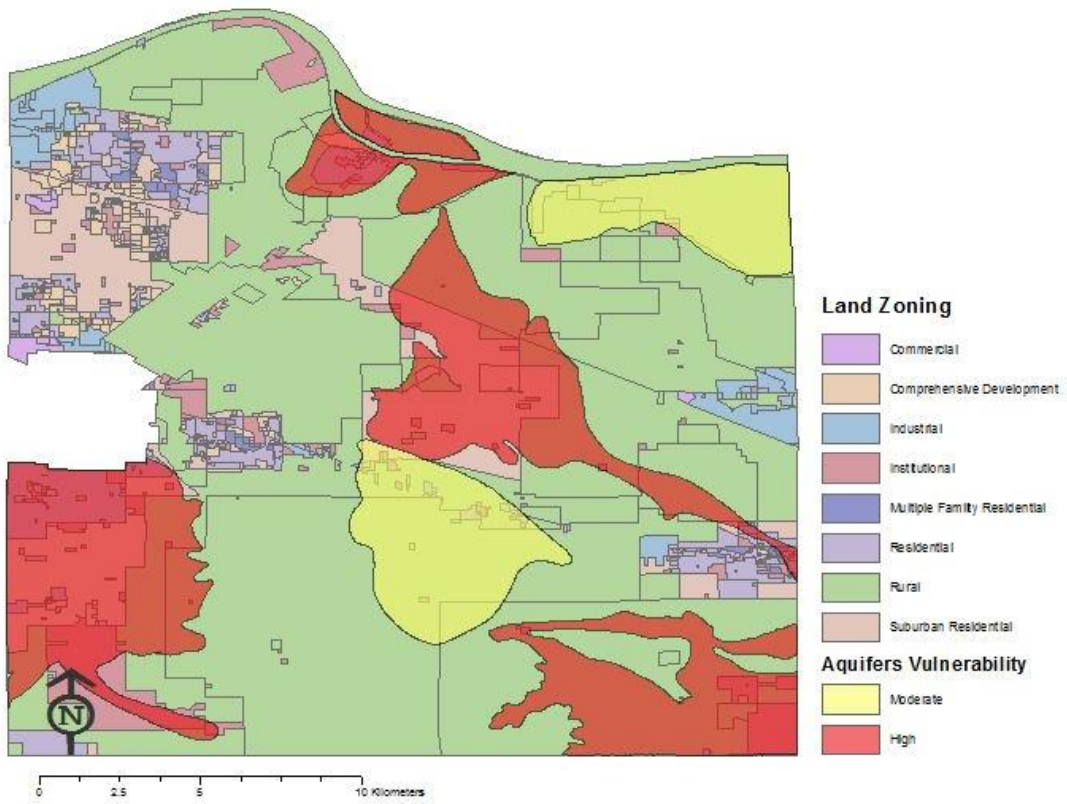 Land Zoning
Commercial
Comprehensive Development
Industrial
Institutional
Multiple Family Residential
Residential
Rural
Suburban Residential
Aquifers Vulnerability
Moderate
High
N
0 2.5 5 10 Kilometers